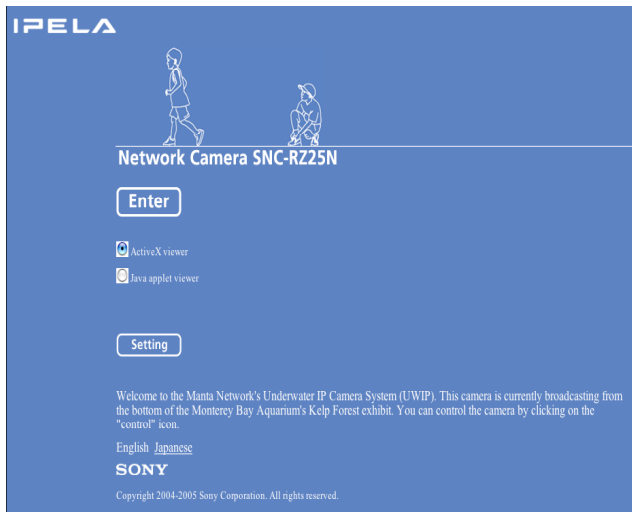 IPELA
Network Camera SNC-RZ25N
Enter
ActiveX viewer
Java applet viewer
Setting
Welcome to the Manta Network's Underwater IP Camera System (UWIP). This camera is currently broadcasting from
the bottom of the Monterey Bay Aquarium's Kelp Forest exhibit. You can control the camera by clicking on the
"control" icon.
English Japanese
SONY
Copyright 2004-2005 Sony Corporation. All rights reserved.